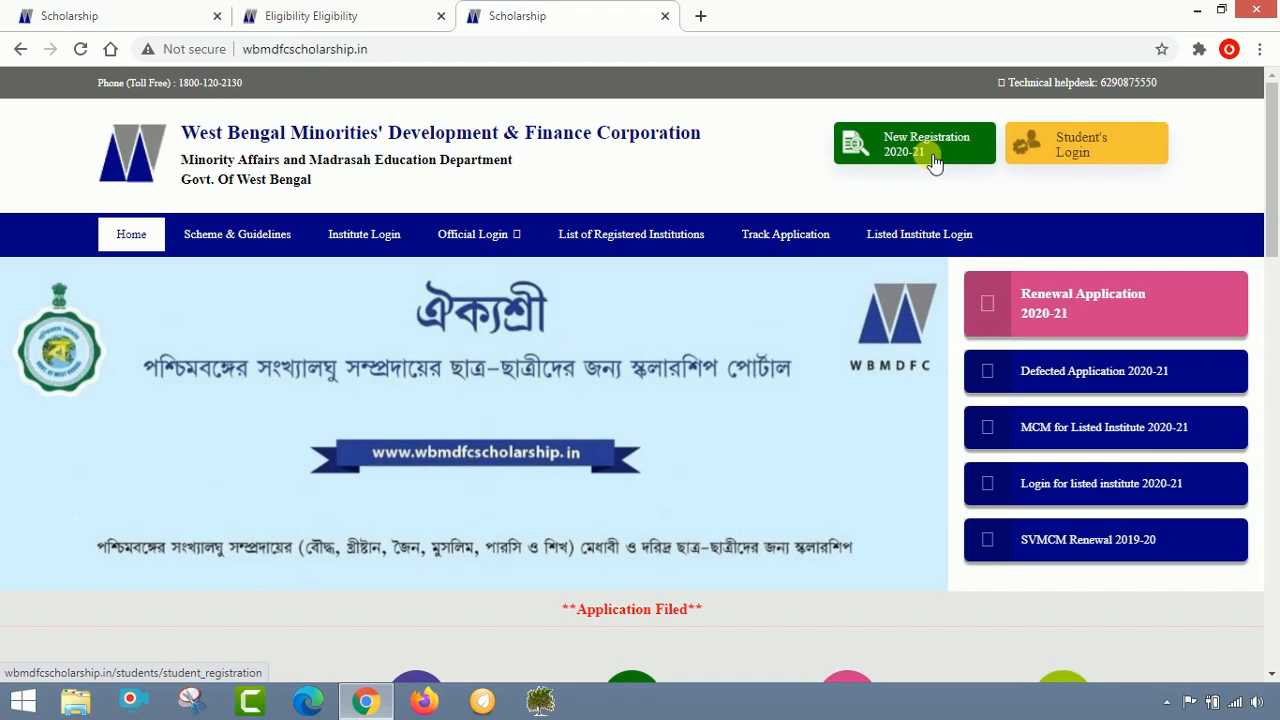 Scholarship
Eligibility Eligibility
Scholarship
Not secure
wbmdfcscholarship.in
Phone (Toll Free) : 1800-120-2130
Technical helpdesk: 6290875550
West Bengal Minorities' Development & Finance Corporation
Minority Affairs and Madrasah Education Department
Govt. Of West Bengal
New Registration
2020-21
Student's
Login
Home
Scheme & Guidelines
Institute Login
Official Login
List of Registered Institutions
Track Application
Listed Institute Login
ঐক্যশ্রী
পশ্চিমবঙ্গের সংখ্যালঘু সম্প্রদায়ের ছাত্র-ছাত্রীদের জন্য স্কলারশিপ পোর্টাল
WBMDFC
www.wbmdfcscholarship.in
পশ্চিমবঙ্গের সংখ্যালঘু সম্প্রদায়ের (বৌদ্ধ, খ্রীষ্টান, জৈন, মুসলিম, পারসি ও শিখ) মেধাবী ও দরিদ্র ছাত্র-ছাত্রীদের জন্য স্কলারশিপ
Renewal Application
2020-21
Defected Application 2020-21
MCM for Listed Institute 2020-21
Login for listed institute 2020-21
SVMCM Renewal 2019-20
**Application Filed**
wbmdfcscholarship.in/students/student_registration